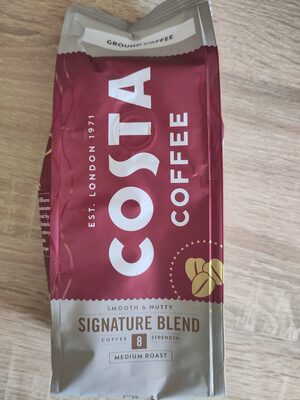 GROUND COFFEE
COSTA
COFFEE
EST. LONDON 1971
SMOOTH & NUTTY
SIGNATURE BLEND
COFFEE 8 STRENGTH
MEDIUM ROAST